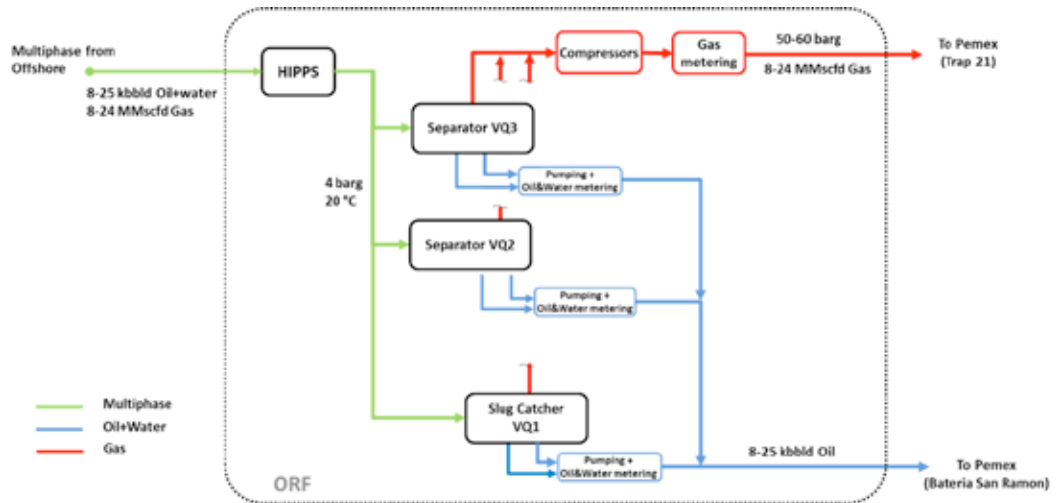 Multiphase from
Offshore
8-25 kbbld Oil+water
8-24 MMscfd Gas
HIPPS
4 barg
20 °C
Separator VQ3
Compressors
Gas
metering
50-60 barg
8-24 MMscfd Gas
To Pemex
(Trap 21)
Pumping +
Oil&Water metering
Separator VQ2
Pumping +
Oil&Water metering
Slug Catcher
VQ1
Pumping +
Oil&Water metering
8-25 kbbld Oil
To Pemex
(Bateria San Ramon)
Multiphase
Oil+Water
Gas
ORF